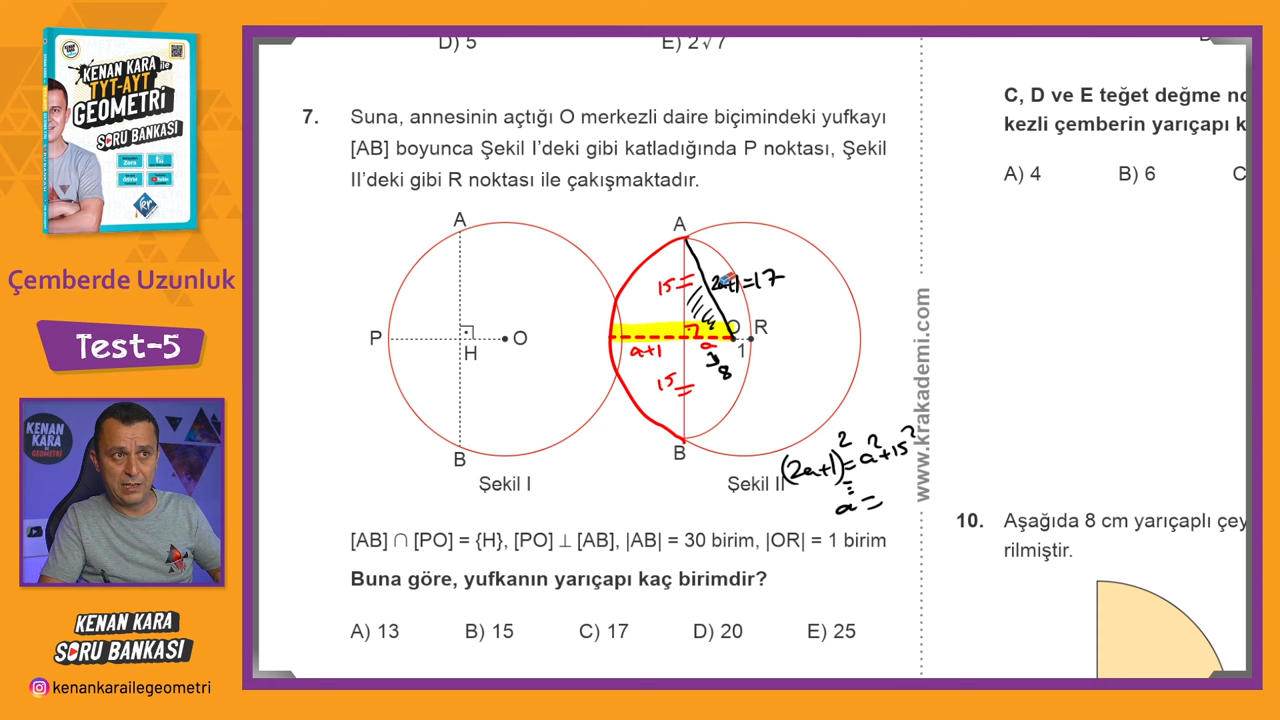 KENAN KARA ile
TYT-AYT
GEOMETRİ
SORU BANKASI
Çemberde Uzunluk
Test-5
KENAN
KARA
GEOMETRİ
KENAN KARA
SORU BANKASI
kenankarailegeometri
D) 5 E) 2√7
7. Suna, annesinin açtığı O merkezli daire biçimindeki yufkayı
[AB] boyunca Şekil I’deki gibi katladığında P noktası, Şekil
II’deki gibi R noktası ile çakışmaktadır.
A
P
H
O
B
Şekil I
A
15
2a+1=17
O
R
a+1
a
1
8
15
B
Şekil II
(2a+1)²=a²+15²
a=
[AB] ∩ [PO] = {H}, [PO] ⊥ [AB], |AB| = 30 birim, |OR| = 1 birim
Buna göre, yufkanın yarıçapı kaç birimdir?
A) 13 B) 15 C) 17 D) 20 E) 25
www.krakademi.com
C, D ve E teğet değme
kezli çemberin yarıçapı
A) 4 B) 6 C
10. Aşağıda 8 cm yarıçaplı
rilmiştir.